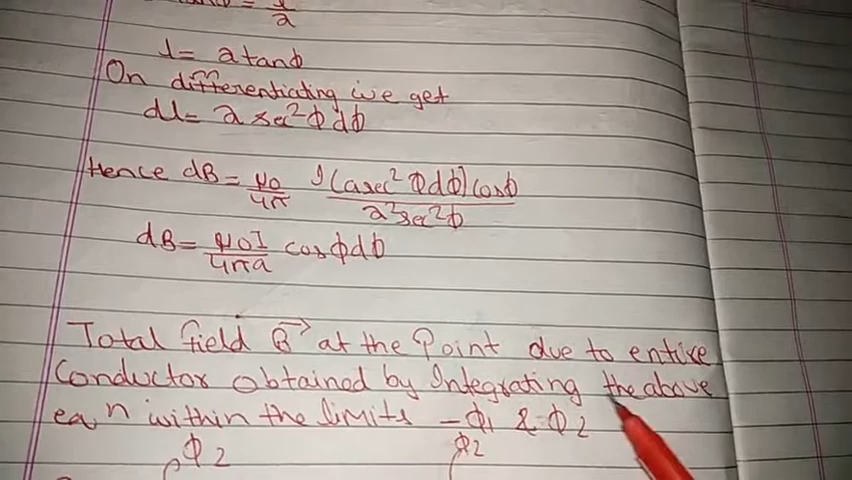 tanϕ = l/a
l = a tanϕ
On differentiating we get
dl = a sec²ϕ dϕ
Hence dB = μ0/4π I(a sec²ϕ dϕ) cosϕ / a² sec²ϕ
dB = μ0I/4πa cosϕ dϕ
Total field B→ at the Point due to entire
Conductor obtained by Integrating the above
eqn within the limits -ϕ1 & ϕ2
ϕ2 ϕ2